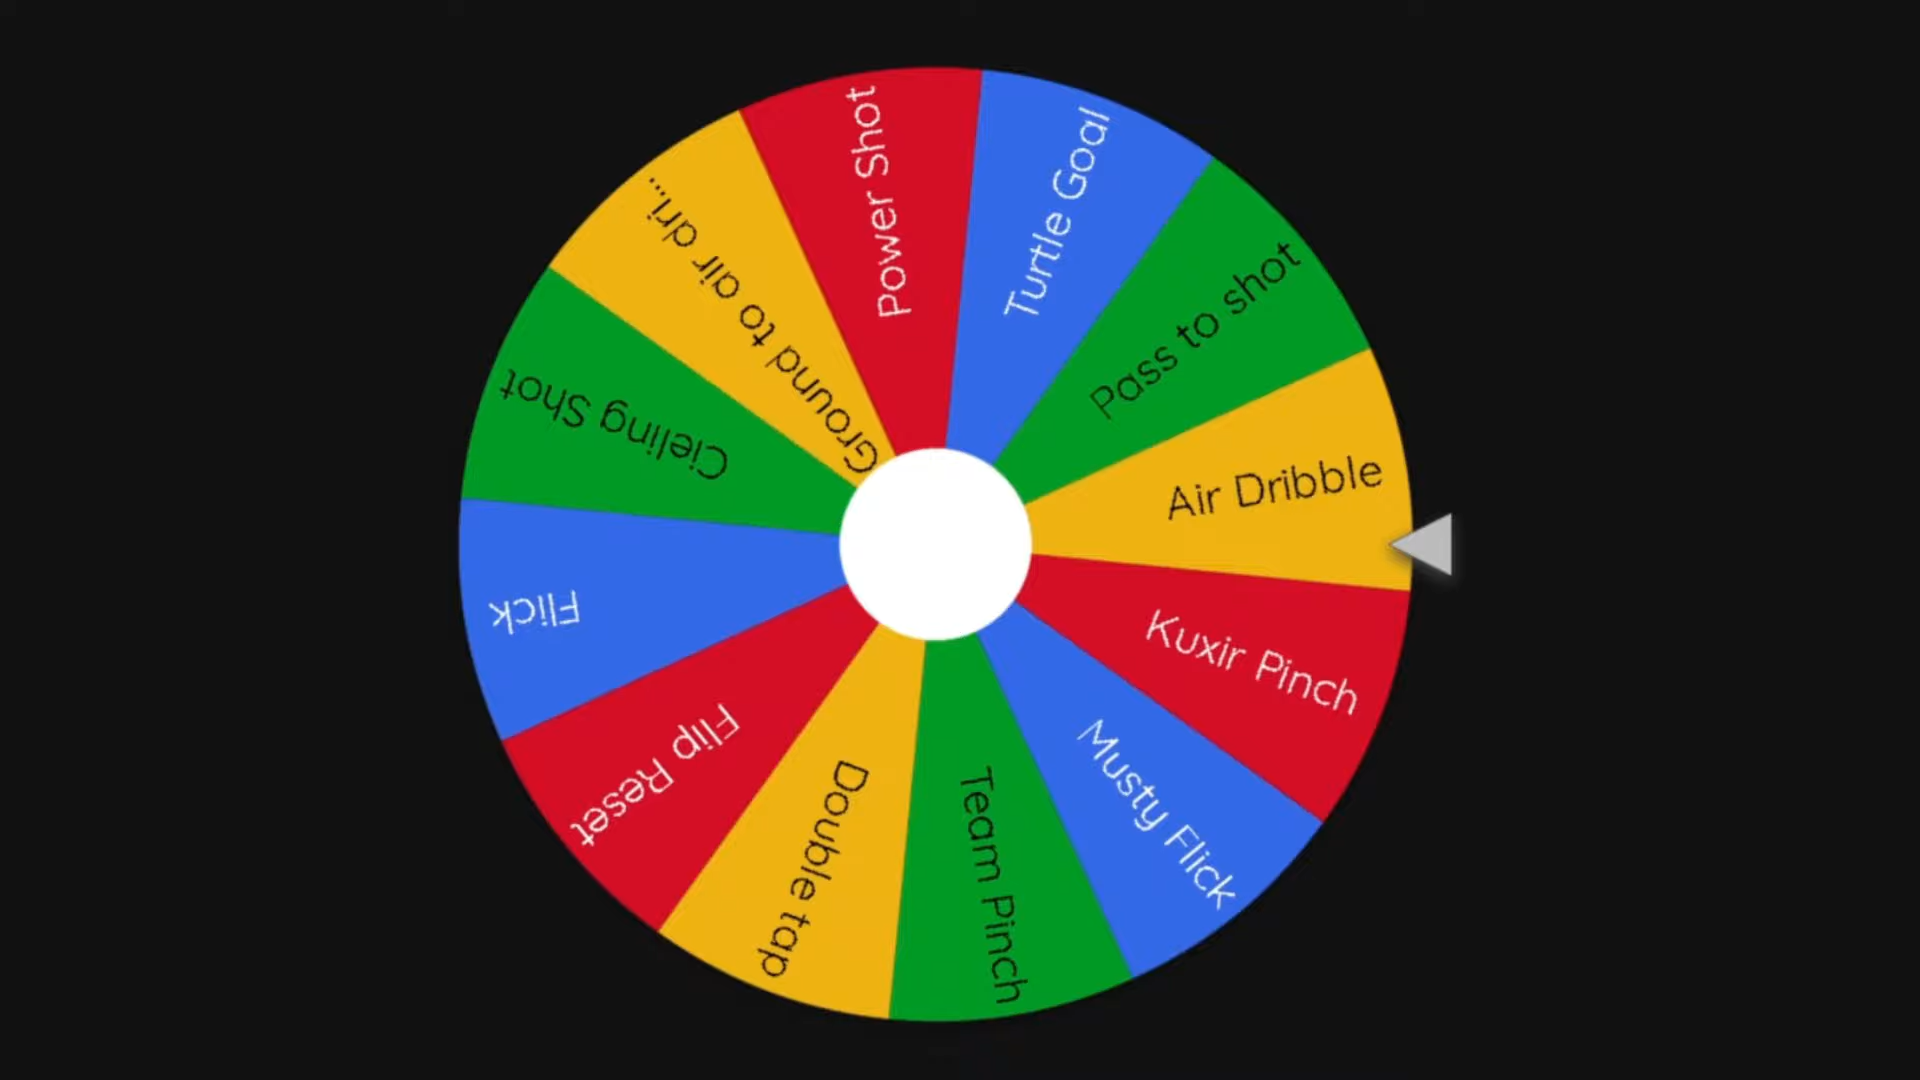 Power Shot
Turtle Goal
Pass to shot
Air Dribble
Kuxir Pinch
Musty Flick
Team Pinch
Double tap
Flip Reset
Flick
Cieling Shot
Ground to air dri...